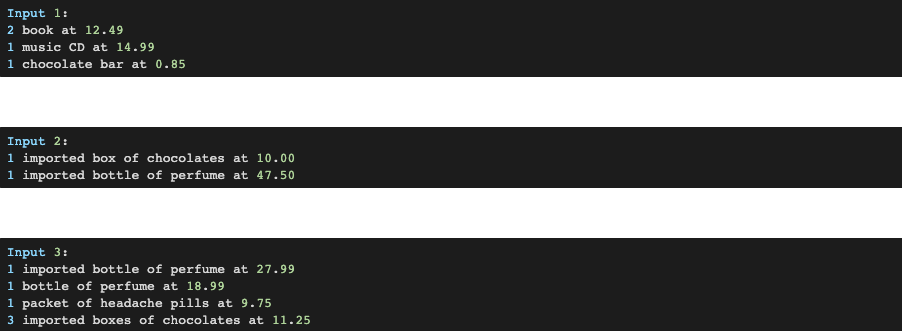 Input 1:
2 book at 12.49
1 music CD at 14.99
1 chocolate bar at 0.85
Input 2:
1 imported box of chocolates at 10.00
1 imported bottle of perfume at 47.50
Input 3:
1 imported bottle of perfume at 27.99
1 bottle of perfume at 18.99
1 packet of headache pills at 9.75
3 imported boxes of chocolates at 11.25